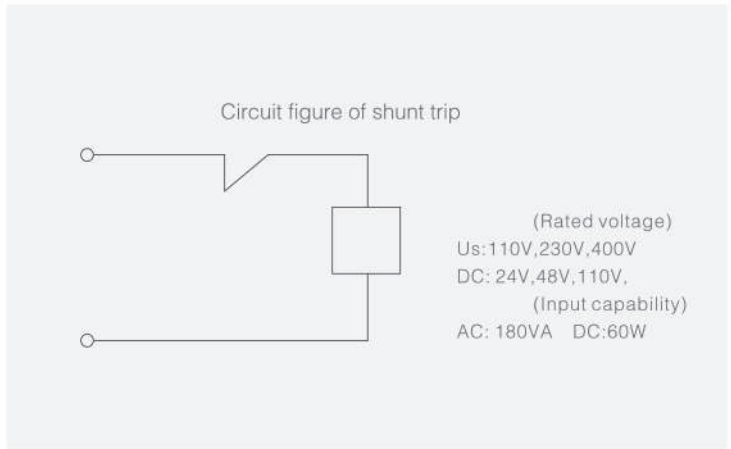 Circuit figure of shunt trip
(Rated voltage)
Us:110V,230V,400V
DC: 24V,48V,110V,
(Input capability)
AC: 180VA DC:60W